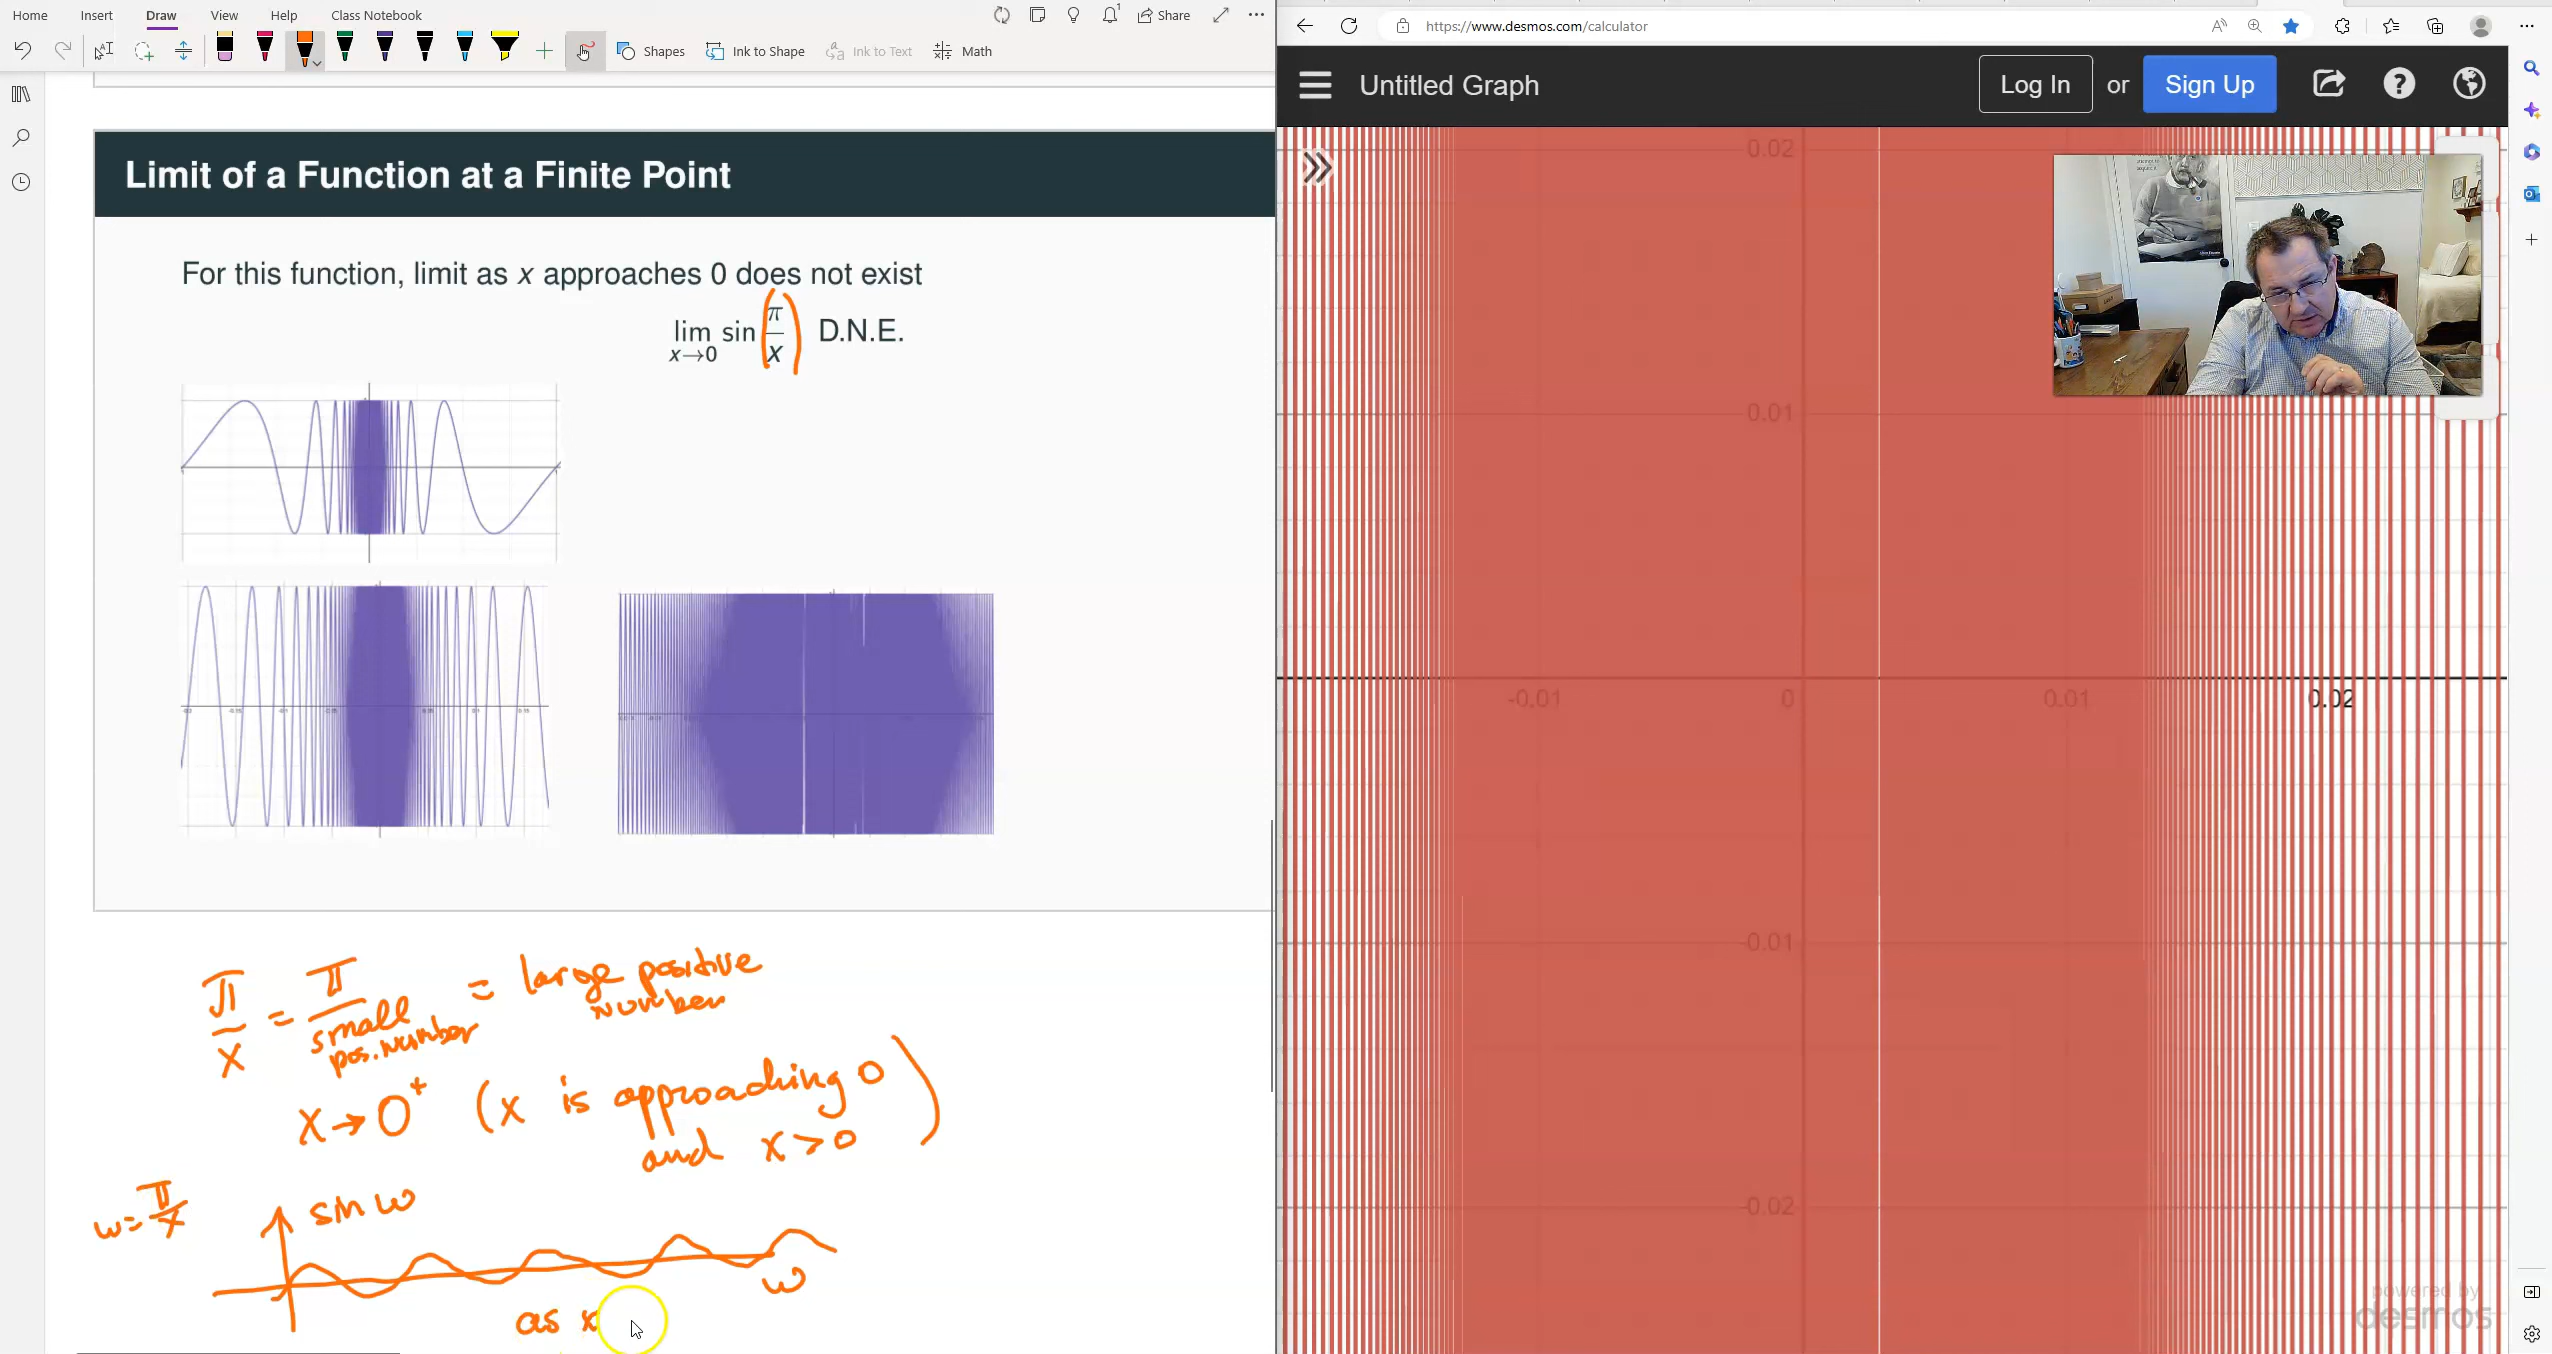 Home Insert Draw View Help Class Notebook
Share
Shapes Ink to Shape Ink to Text Math
https://www.desmos.com/calculator
Untitled Graph
Log In or Sign Up
Limit of a Function at a Finite Point
For this function, limit as x approaches 0 does not exist
lim x→0 sin (π/x) D.N.E.
π/x = π/small pos. number = large positive number
x → 0⁺ (x is approaching 0
and x > 0)
w = π/x
sin w
w
as x
0.02
0.01
-0.01 0 0.01 0.02
-0.01
-0.02
powered by
desmos